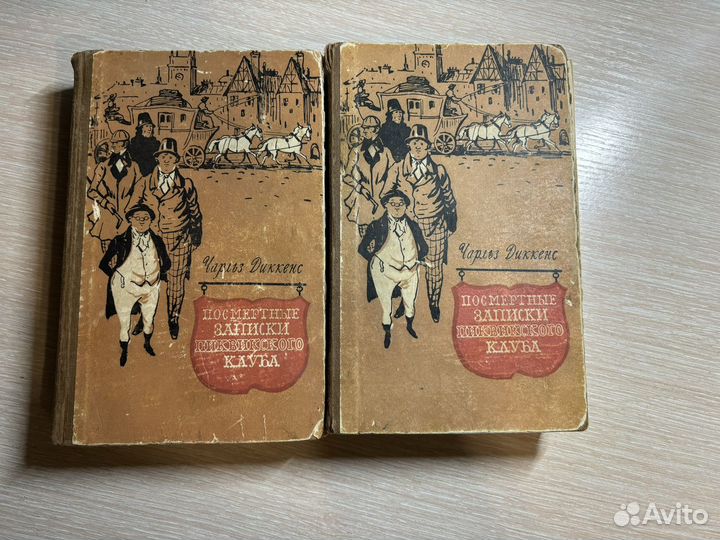 Чарльз Диккенс
ПОСМЕРТНЫЕ
ЗАПИСКИ
ПИКВИКСКОГО
КЛУБА
Чарльз Диккенс
ПОСМЕРТНЫЕ
ЗАПИСКИ
ПИКВИКСКОГО
КЛУБА
Avito